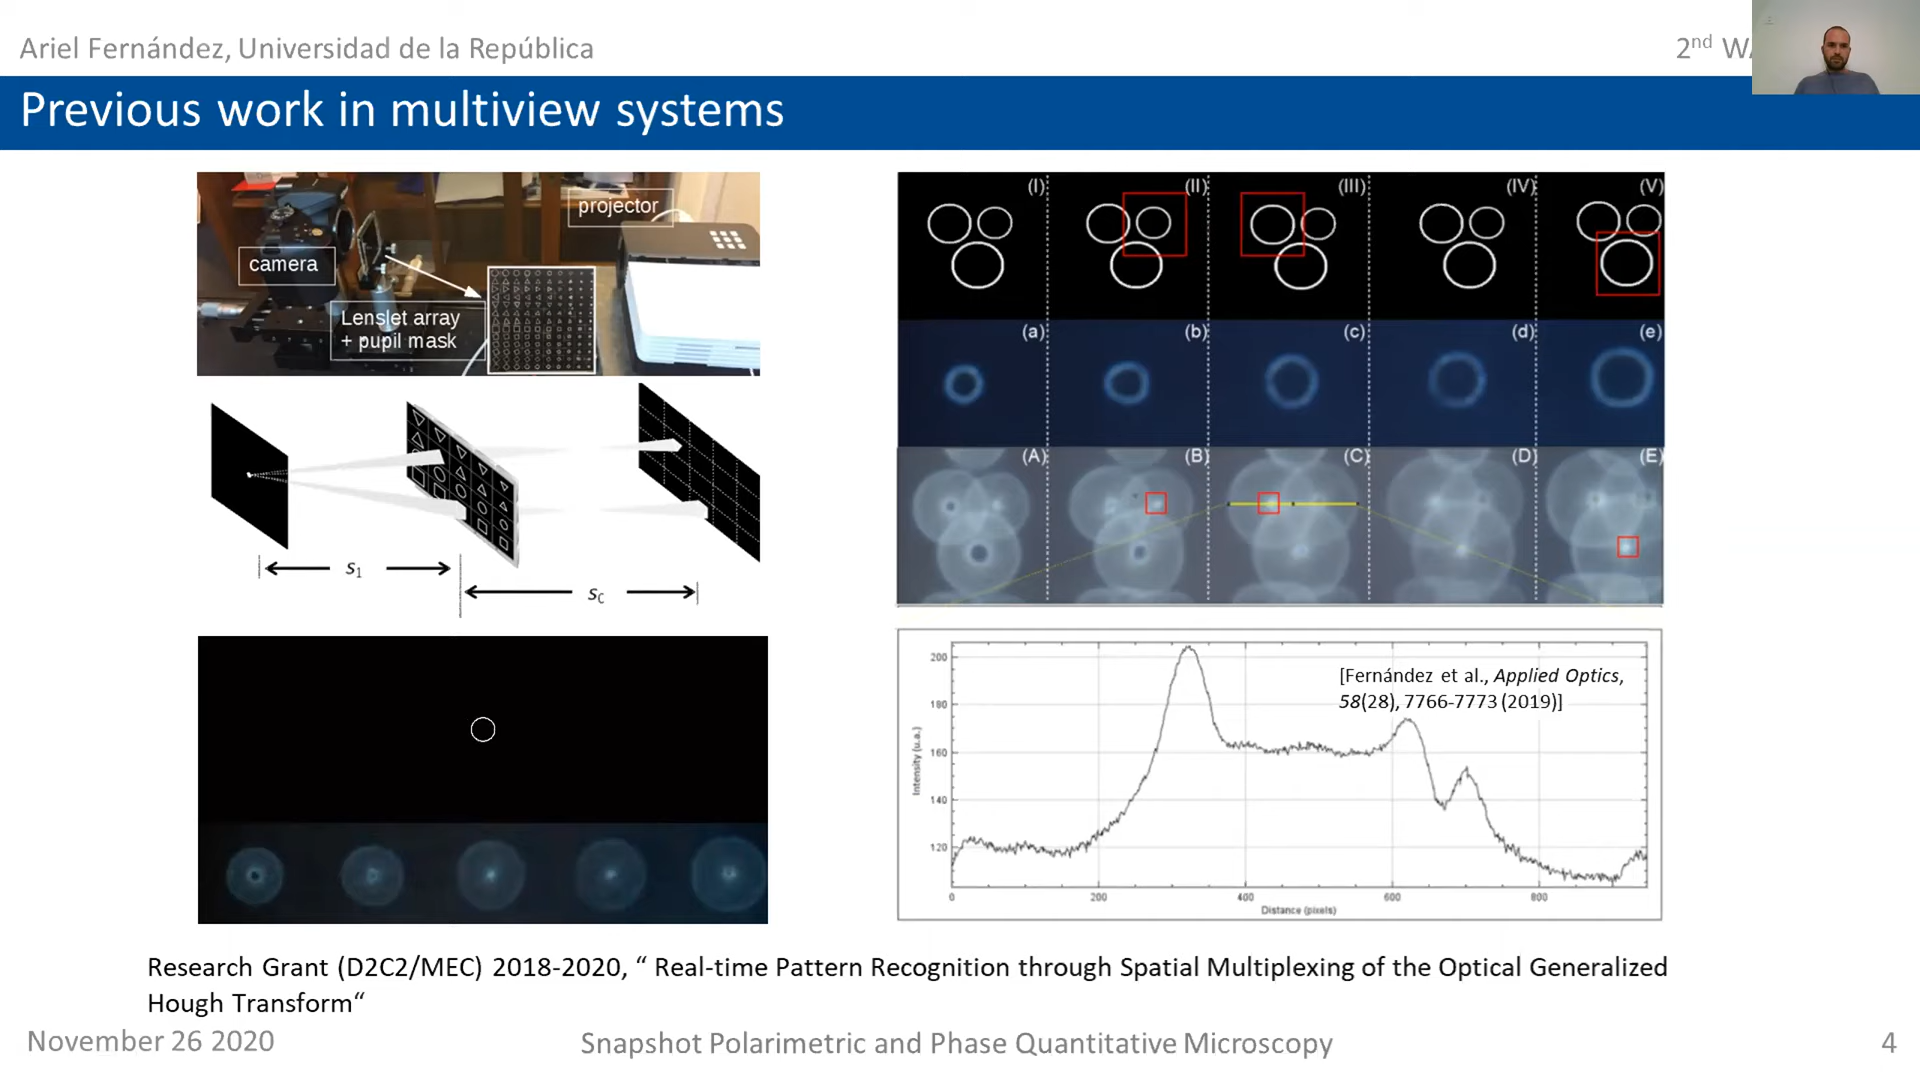 Ariel Fernández, Universidad de la República
2nd
Previous work in multiview systems
projector
camera
Lenslet array
+ pupil mask
s1
sC
(I) (II) (III) (IV) (V)
(a) (b) (c) (d) (e)
(A) (B) (C) (D) (E)
[Fernández et al., Applied Optics,
58(28), 7766-7773 (2019)]
200
180
160
140
120
Intensity (u.a.)
0 200 400 600 800
Distance (pixels)
Research Grant (D2C2/MEC) 2018-2020, “ Real-time Pattern Recognition through Spatial Multiplexing of the Optical Generalized
Hough Transform“
November 26 2020
Snapshot Polarimetric and Phase Quantitative Microscopy
4